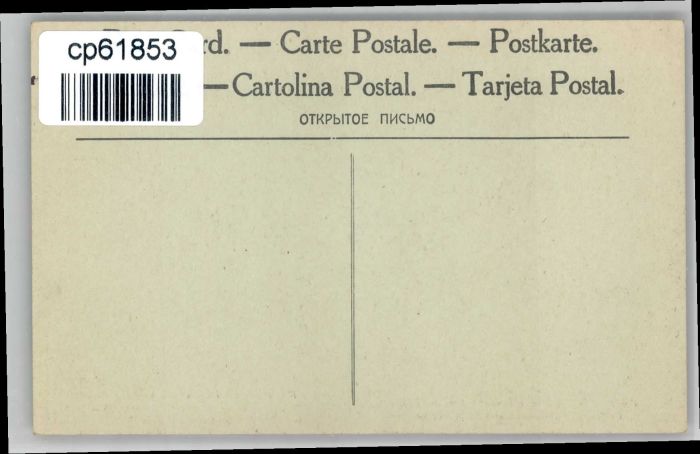 cp61853
rd. — Carte Postale. — Postkarte.
— Cartolina Postal. — Tarjeta Postal.
ОТКРЫТОЕ ПИСЬМО